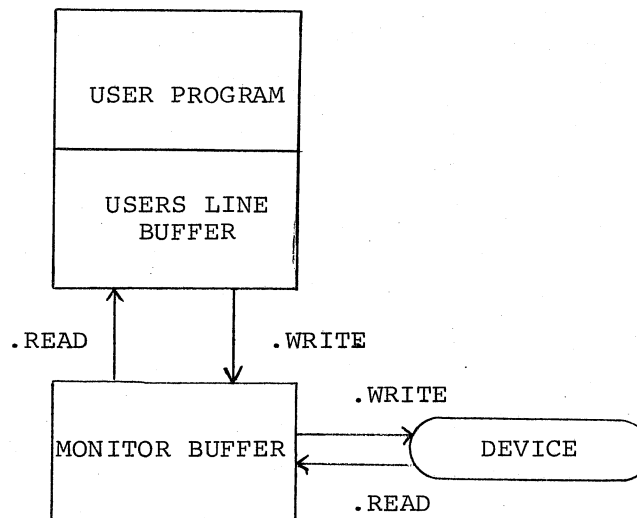 USER PROGRAM
USERS LINE
BUFFER
.READ
.WRITE
.WRITE
MONITOR BUFFER
DEVICE
.READ